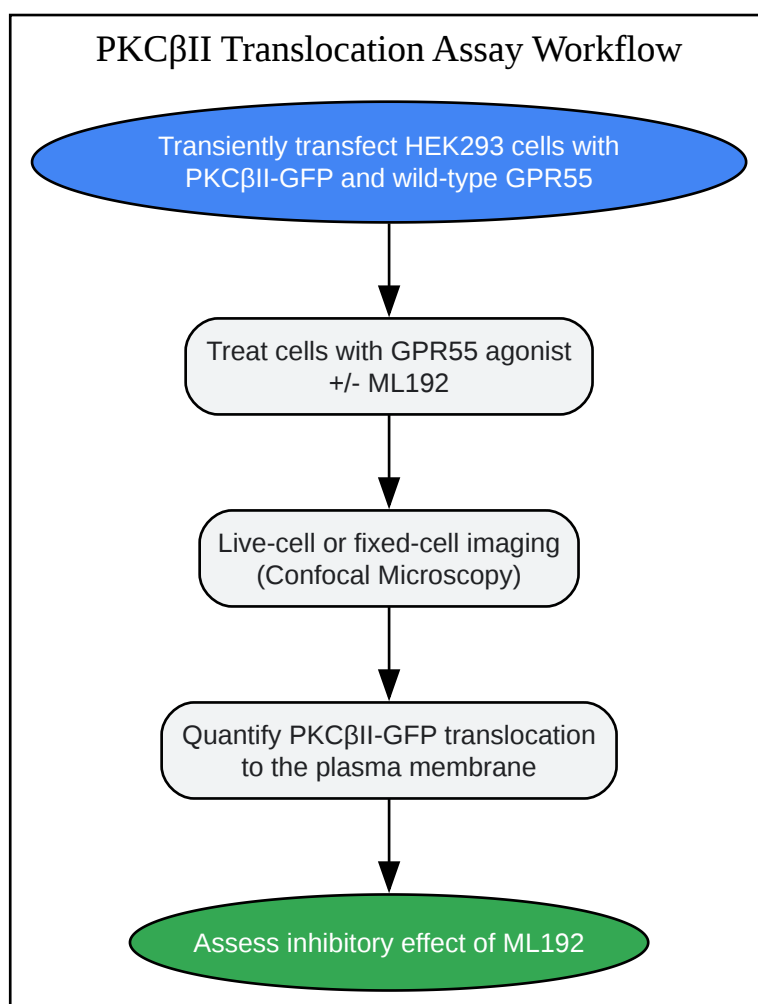 PKCβII Translocation Assay Workflow
Transiently transfect HEK293 cells with
PKCβII-GFP and wild-type GPR55
Treat cells with GPR55 agonist
+/- ML192
Live-cell or fixed-cell imaging
(Confocal Microscopy)
Quantify PKCβII-GFP translocation
to the plasma membrane
Assess inhibitory effect of ML192